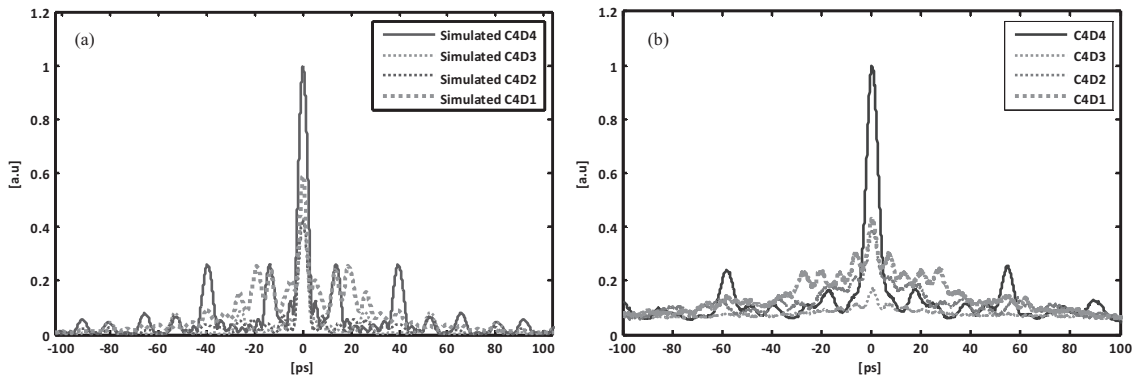 (a)
1.2
1
0.8
0.6
0.4
0.2
0
[a.u]
Simulated C4D4
Simulated C4D3
Simulated C4D2
Simulated C4D1
-100 -80 -60 -40 -20 0 20 40 60 80 100
[ps]
(b)
1.2
1
0.8
0.6
0.4
0.2
0
[a.u]
C4D4
C4D3
C4D2
C4D1
-100 -80 -60 -40 -20 0 20 40 60 80 100
[ps]